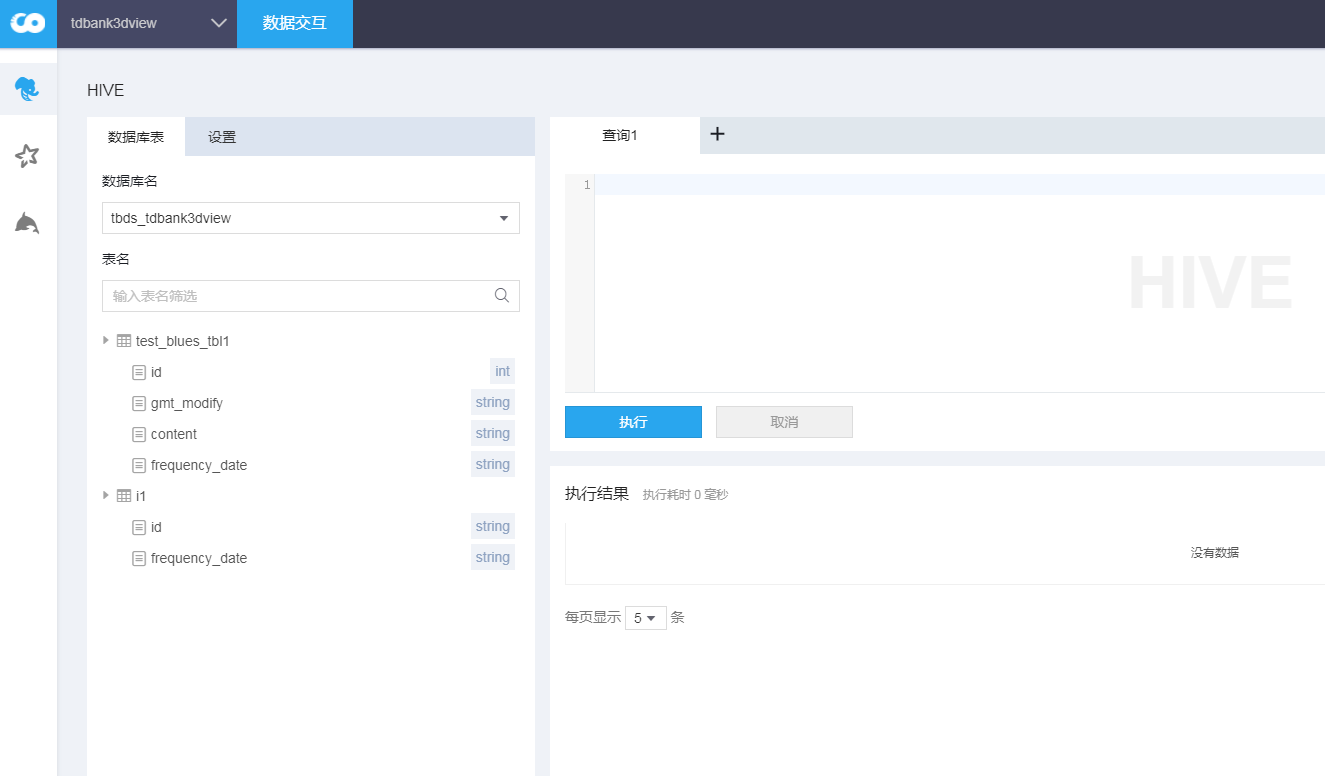 tdbank3dview
数据交互
HIVE
数据库表 设置
数据库名
tbds_tdbank3dview
表名
输入表名筛选
test_blues_tbl1
id int
gmt_modify string
content string
frequency_date string
i1
id string
frequency_date string
查询1 +
1
HIVE
执行 取消
执行结果 执行耗时 0 毫秒
没有数据
每页显示 5 条